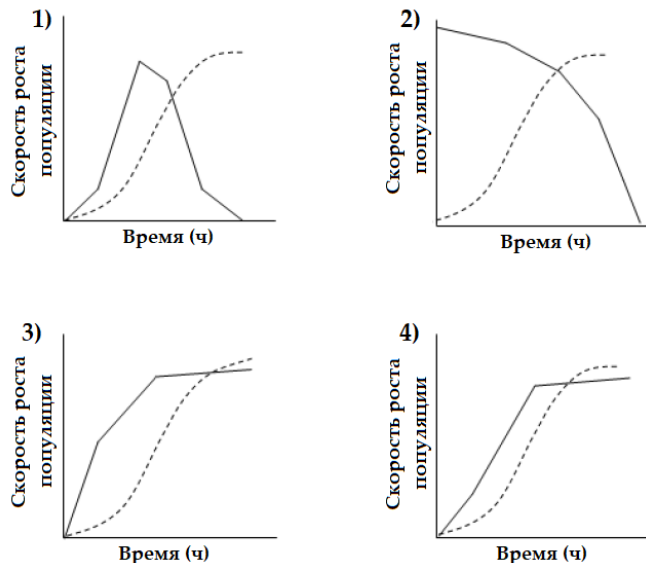 1)
Скорость роста
популяции
Время (ч)
2)
Скорость роста
популяции
Время (ч)
3)
Скорость роста
популяции
Время (ч)
4)
Скорость роста
популяции
Время (ч)